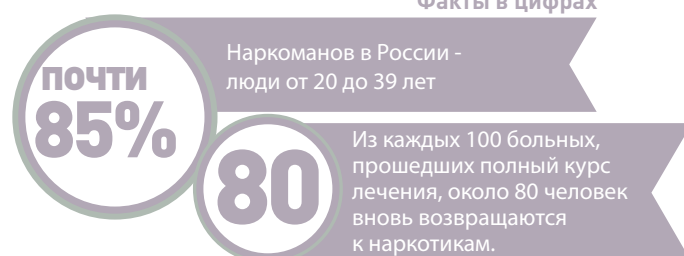 Факты в цифрах
почти
85%
Наркоманов в России -
люди от 20 до 39 лет
80
Из каждых 100 больных,
прошедших полный курс
лечения, около 80 человек
вновь возвращаются
к наркотикам.